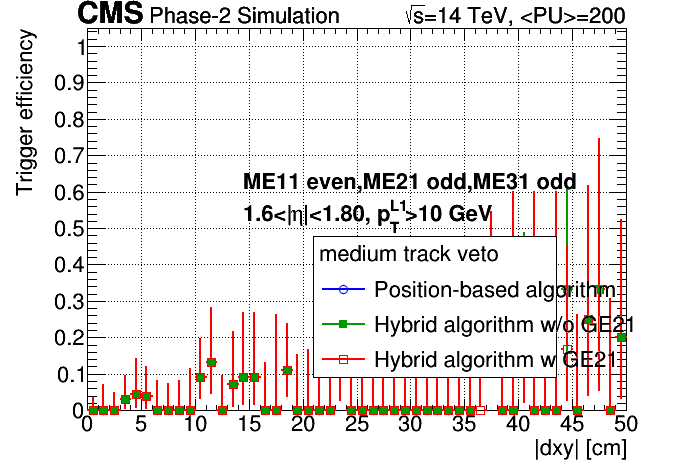 CMS Phase-2 Simulation √s=14 TeV, <PU>=200
Trigger efficiency
1
0.9
0.8
0.7
0.6
0.5
0.4
0.3
0.2
0.1
0
ME11 even,ME21 odd,ME31 odd
1.6<|η|<1.80, p_T^L1>10 GeV
medium track veto
Position-based algorithm
Hybrid algorithm w/o GE21
Hybrid algorithm w GE21
0 5 10 15 20 25 30 35 40 45 50
|dxy| [cm]